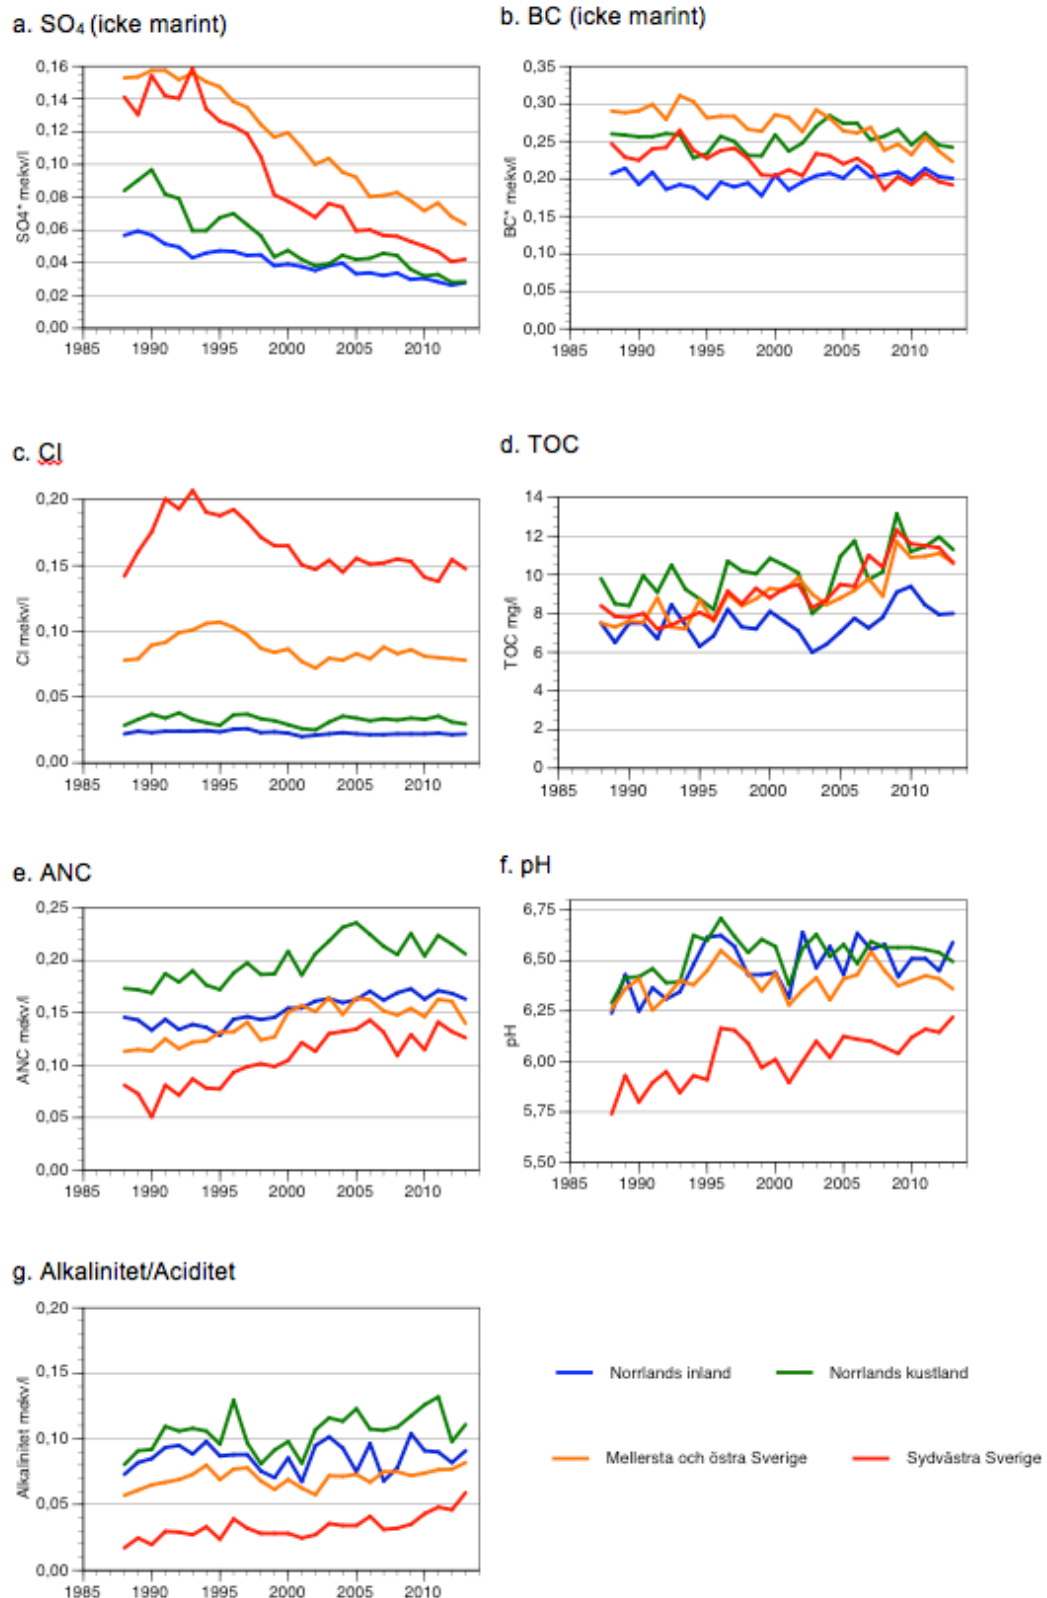 a. SO₄ (icke marint)
0,16
0,14
0,12
0,10
0,08
0,06
0,04
0,02
0,00
SO4* mekv/l
1985 1990 1995 2000 2005 2010
b. BC (icke marint)
0,35
0,30
0,25
0,20
0,15
0,10
0,05
0,00
BC* mekv/l
1985 1990 1995 2000 2005 2010
c. Cl
0,20
0,15
0,10
0,05
0,00
Cl mekv/l
1985 1990 1995 2000 2005 2010
d. TOC
14
12
10
8
6
4
2
0
TOC mg/l
1985 1990 1995 2000 2005 2010
e. ANC
0,25
0,20
0,15
0,10
0,05
0,00
ANC mekv/l
1985 1990 1995 2000 2005 2010
f. pH
6,75
6,50
6,25
6,00
5,75
5,50
pH
1985 1990 1995 2000 2005 2010
g. Alkalinitet/Aciditet
0,20
0,15
0,10
0,05
0,00
Alkalinitet mekv/l
1985 1990 1995 2000 2005 2010
Norrlands inland
Norrlands kustland
Mellersta och östra Sverige
Sydvästra Sverige